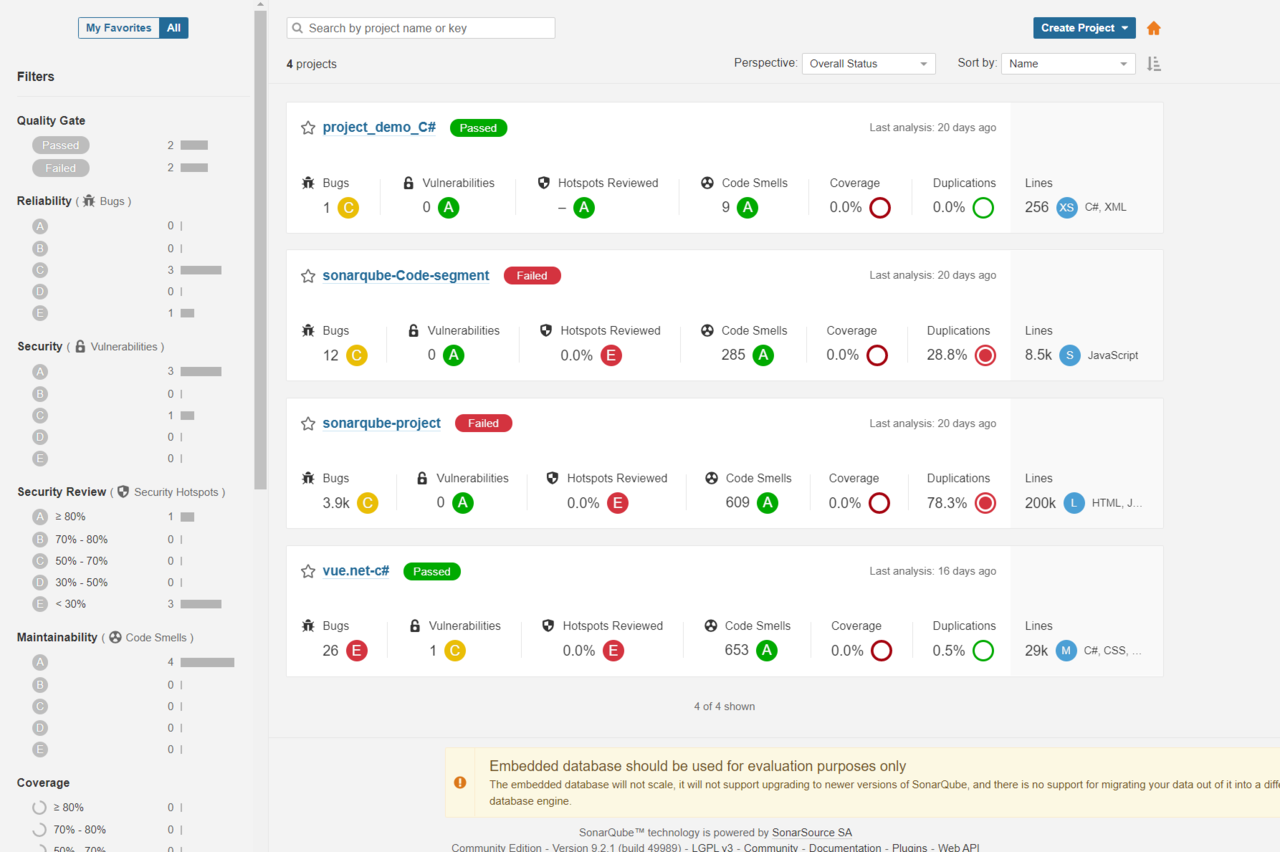 My Favorites All
Filters
Quality Gate
Passed 2
Failed 2
Reliability ( Bugs )
A 0
B 0
C 3
D 0
E 1
Security ( Vulnerabilities )
A 3
B 0
C 1
D 0
E 0
Security Review ( Security Hotspots )
A ≥ 80% 1
B 70% - 80% 0
C 50% - 70% 0
D 30% - 50% 0
E < 30% 3
Maintainability ( Code Smells )
A 4
B 0
C 0
D 0
E 0
Coverage
≥ 80% 0
70% - 80% 0
50% - 70% 0
Search by project name or key
Create Project
4 projects
Perspective: Overall Status Sort by: Name
project_demo_C# Passed Last analysis: 20 days ago
Bugs Vulnerabilities Hotspots Reviewed Code Smells Coverage Duplications Lines
1 C 0 A – A 9 A 0.0% 0.0% 256 XS C#, XML
sonarqube-Code-segment Failed Last analysis: 20 days ago
Bugs Vulnerabilities Hotspots Reviewed Code Smells Coverage Duplications Lines
12 C 0 A 0.0% E 285 A 0.0% 28.8% 8.5k S JavaScript
sonarqube-project Failed Last analysis: 20 days ago
Bugs Vulnerabilities Hotspots Reviewed Code Smells Coverage Duplications Lines
3.9k C 0 A 0.0% E 609 A 0.0% 78.3% 200k L HTML, J...
vue.net-c# Passed Last analysis: 16 days ago
Bugs Vulnerabilities Hotspots Reviewed Code Smells Coverage Duplications Lines
26 E 1 C 0.0% E 653 A 0.0% 0.5% 29k M C#, CSS, ...
4 of 4 shown
Embedded database should be used for evaluation purposes only
The embedded database will not scale, it will not support upgrading to newer versions of SonarQube, and there is no support for migrating your data out of it into a diffe
database engine.
SonarQube™ technology is powered by SonarSource SA
Community Edition - Version 9.2.1 (build 49989) - LGPL v3 - Community - Documentation - Plugins - Web API